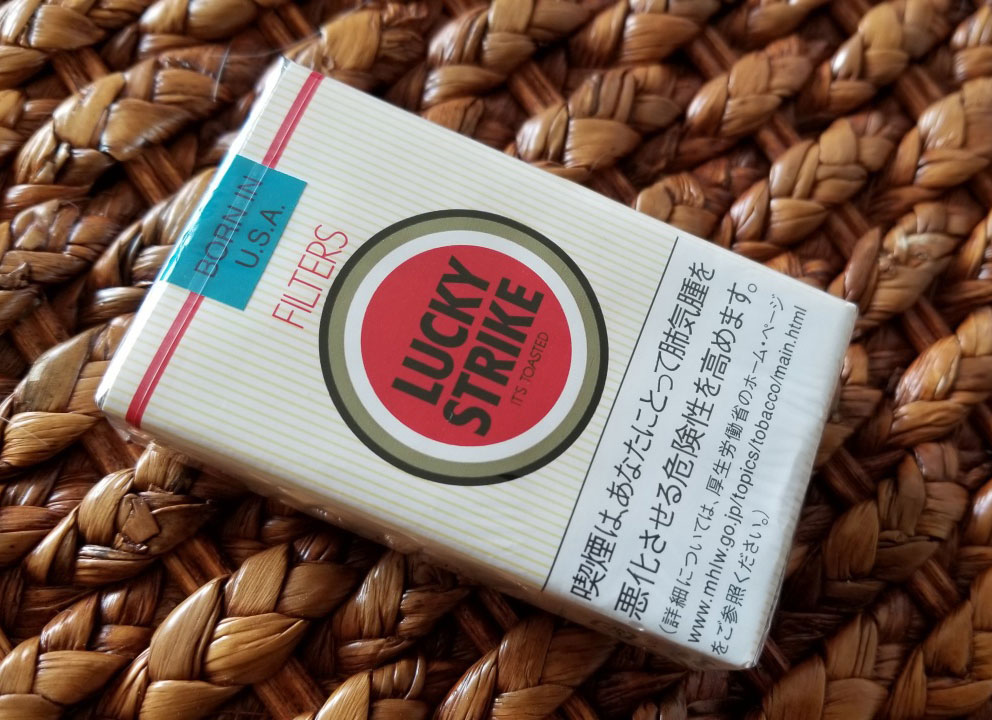 BORN IN
U.S.A.
FILTERS
LUCKY
STRIKE
IT'S TOASTED
喫煙は、あなたにとって肺気腫を
悪化させる危険性を高めます。
(詳細については、厚生労働省のホーム・ページ
www.mhlw.go.jp/topics/tobacco/main.html
をご参照ください。)